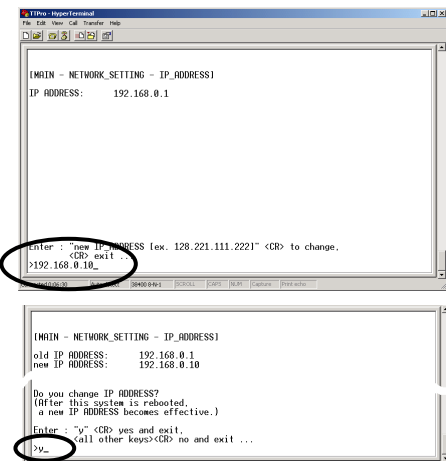 TTPro - HyperTerminal
File Edit View Call Transfer Help
[MAIN - NETWORK_SETTING - IP_ADDRESS]
IP ADDRESS: 192.168.0.1
Enter : "new IP_ADDRESS [ex. 128.221.111.222]" <CR> to change,
<CR> exit ...
>192.168.0.10_
0:06:30 38400 8-N-1 SCROLL CAPS NUM Capture Print echo
[MAIN - NETWORK_SETTING - IP_ADDRESS]
old IP ADDRESS: 192.168.0.1
new IP ADDRESS: 192.168.0.10
Do you change IP ADDRESS?
(After this system is rebooted,
a new IP ADDRESS becomes effective.)
Enter : "y" <CR> yes and exit,
<all other keys><CR> no and exit ...
>y_